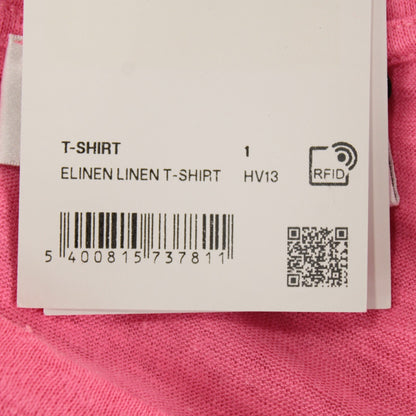 T-SHIRT 1
ELINEN LINEN T-SHIRT HV13
RFID
5 400815 737811